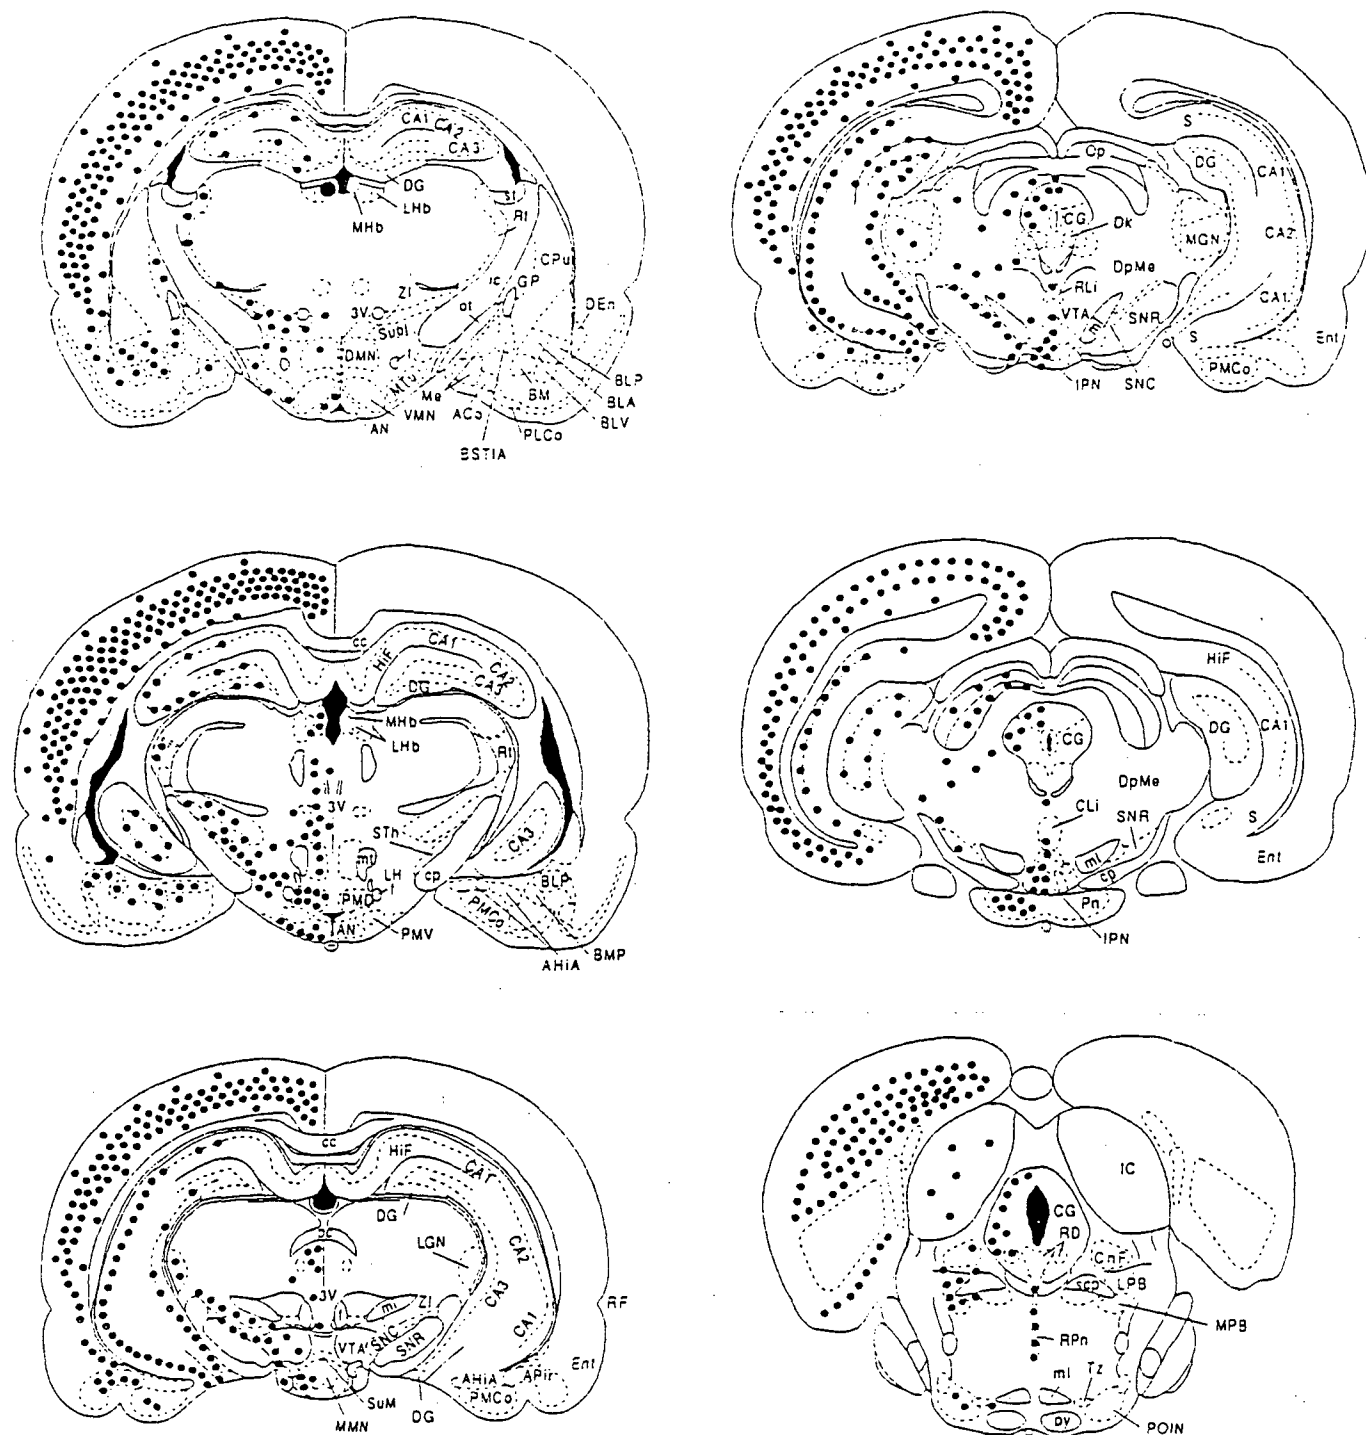 CA1
CA2
CA3
DG
LHb
MHb
st
Rt
CPu
ic
GP
ZI
ot
3V
SubI
DEn
DMN
f
MTu
BLP
Me
BM
BLA
VMN
ACo
BLV
AN
PLCo
BSTIA
S
Cp
DG
CA1
CG
Dk
MGN
CA2
DpMe
RLi
CA1
VTA
SNR
ml
S
Ent
PMCo
IPN
SNC
cc
CA1
HiF
CA2
CA3
DG
MHb
LHb
Rt
3V
STh
CA3
mt
LH
cp
f
BLP
PMD
PMCo
AN
PMV
BMP
AHiA
HiF
DG
CA1
CG
DpMe
CLi
SNR
S
ml
Ent
cp
Pn
IPN
cc
HiF
CA1
DG
pc
LGN
CA2
3V
CA3
ml
ZI
RF
SNC
CA1
VTA
SNR
Ent
AHiA
APir
SuM
PMCo
MMN
DG
IC
CG
RD
CnF
scp
LPB
MPB
RPn
ml
Tz
py
POIN